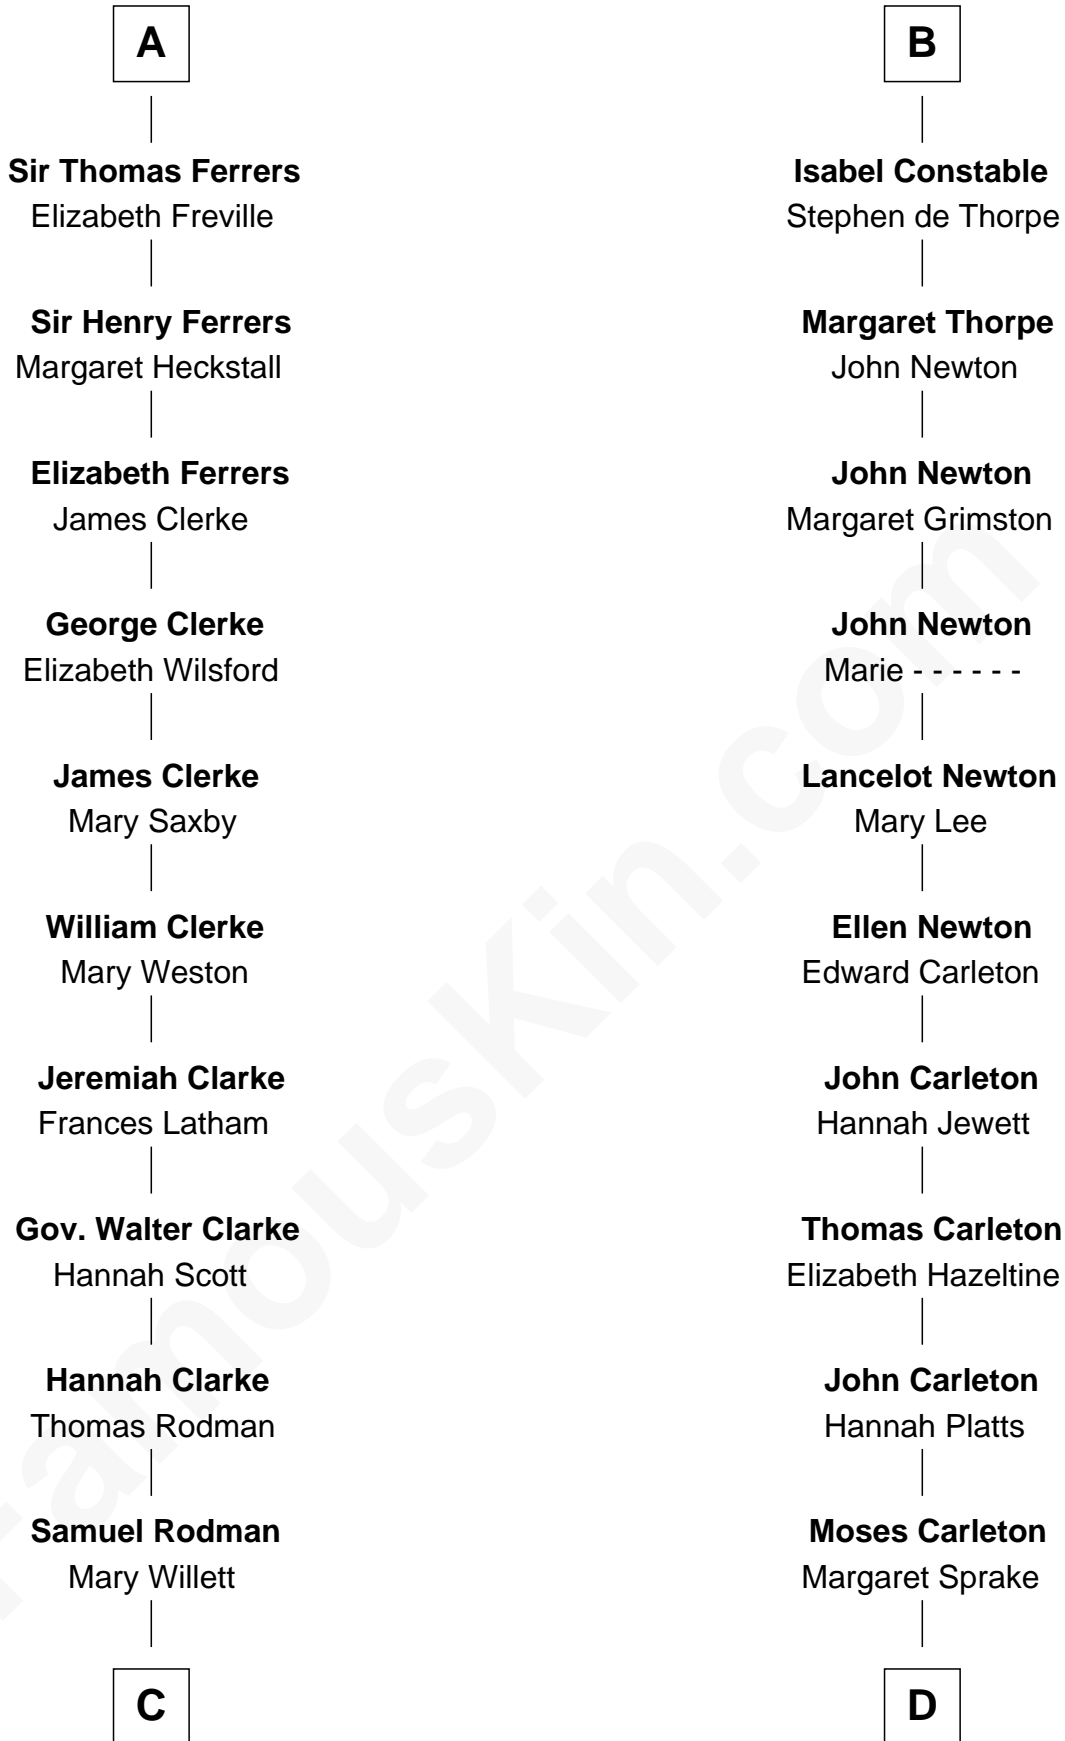 A
Sir Thomas Ferrers
Elizabeth Freville
Sir Henry Ferrers
Margaret Heckstall
Elizabeth Ferrers
James Clerke
George Clerke
Elizabeth Wilsford
James Clerke
Mary Saxby
William Clerke
Mary Weston
Jeremiah Clarke
Frances Latham
Gov. Walter Clarke
Hannah Scott
Hannah Clarke
Thomas Rodman
Samuel Rodman
Mary Willett
C
B
Isabel Constable
Stephen de Thorpe
Margaret Thorpe
John Newton
John Newton
Margaret Grimston
John Newton
Marie - - - - - -
Lancelot Newton
Mary Lee
Ellen Newton
Edward Carleton
John Carleton
Hannah Jewett
Thomas Carleton
Elizabeth Hazeltine
John Carleton
Hannah Platts
Moses Carleton
Margaret Sprake
D
FamousKin.com